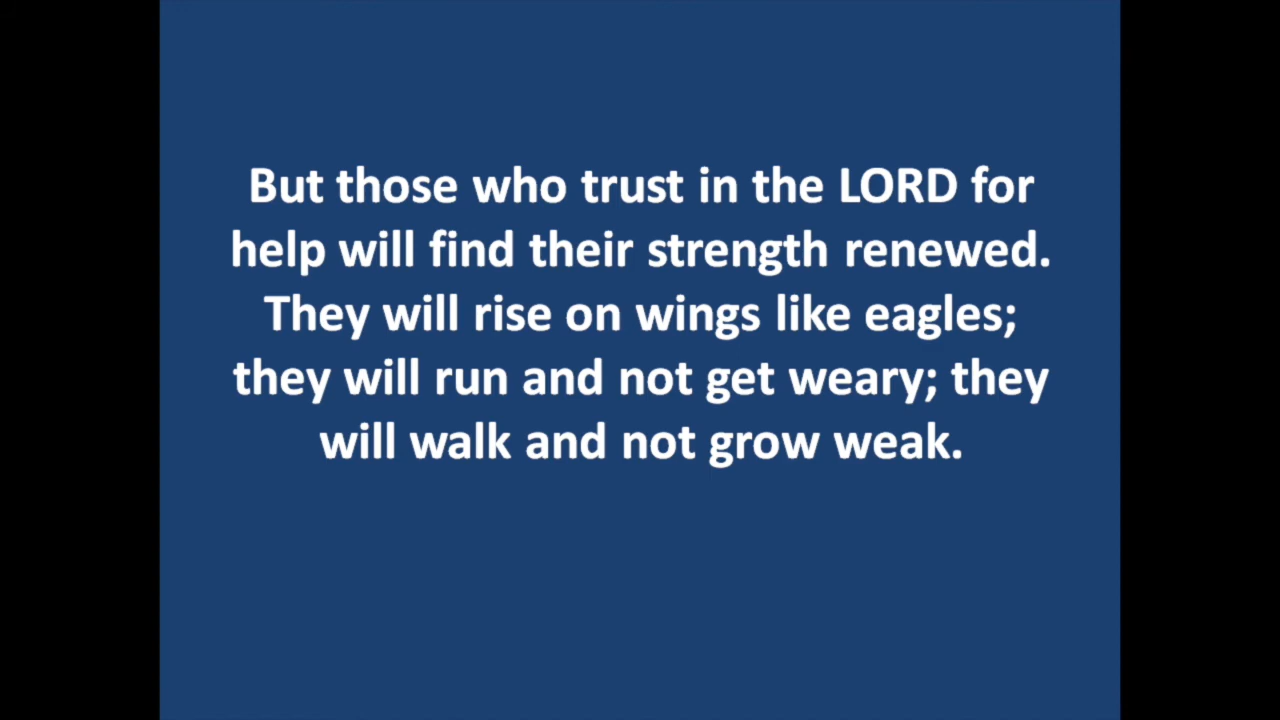 But those who trust in the LORD for
help will find their strength renewed.
They will rise on wings like eagles;
they will run and not get weary; they
will walk and not grow weak.